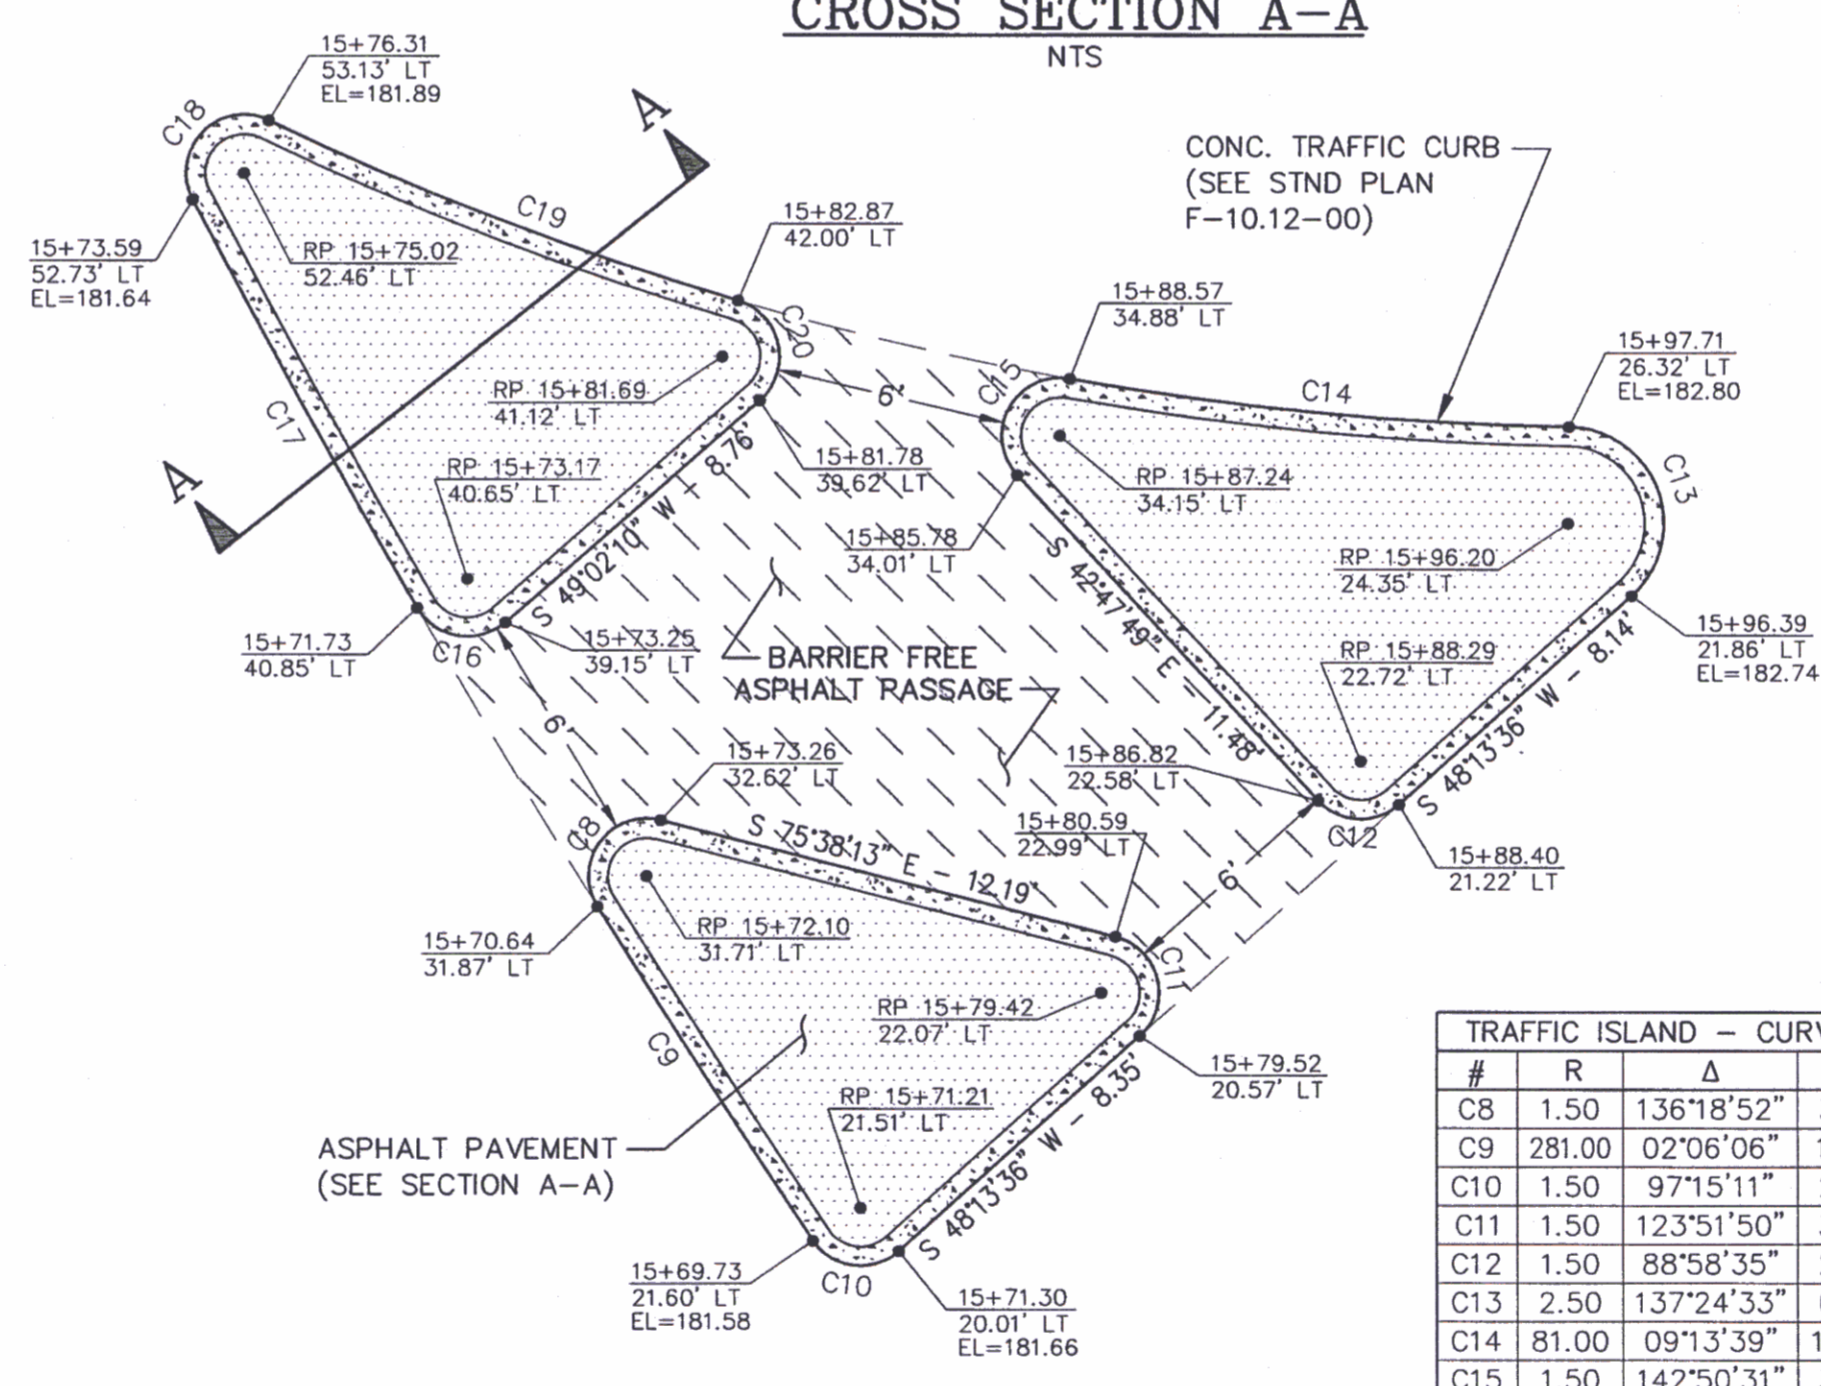 CROSS SECTION A-A
NTS
15+76.31
53.13' LT
EL=181.89
C18
A
C19
CONC. TRAFFIC CURB
(SEE STND PLAN
F-10.12-00)
15+73.59
52.73' LT
EL=181.64
RP 15+75.02
52.46' LT
15+82.87
42.00' LT
C20
15+88.57
34.88' LT
15+97.71
26.32' LT
EL=182.80
C17
RP 15+81.69
41.12' LT
6'
C15
C14
C13
A
RP 15+73.17
40.65' LT
S 49°02'10" W - 8.76'
15+81.78
39.62' LT
RP 15+87.24
34.15' LT
15+85.78
34.01' LT
S 42°47'49" E - 11.48'
RP 15+96.20
24.35' LT
15+71.73
40.85' LT
C16
15+73.25
39.15' LT
BARRIER FREE
ASPHALT PASSAGE
RP 15+88.29
22.72' LT
15+96.39
21.86' LT
EL=182.74
S 48°13'36" W - 8.14'
6'
15+73.26
32.62' LT
15+86.82
22.58' LT
C8
S 75°38'13" E - 12.19'
15+80.59
22.99' LT
C12
15+88.40
21.22' LT
6'
15+70.64
31.87' LT
RP 15+72.10
31.71' LT
C11
RP 15+79.42
22.07' LT
C9
15+79.52
20.57' LT
RP 15+71.21
21.51' LT
S 48°13'36" W - 8.35'
ASPHALT PAVEMENT
(SEE SECTION A-A)
15+69.73
21.60' LT
EL=181.58
C10
15+71.30
20.01' LT
EL=181.66
TRAFFIC ISLAND -
# R Δ
C8 1.50 136°18'52"
C9 281.00 02°06'06"
C10 1.50 97°15'11"
C11 1.50 123°51'50"
C12 1.50 88°58'35"
C13 2.50 137°24'33"
C14 81.00 09°13'39"
C15 1.50 142°50'31"